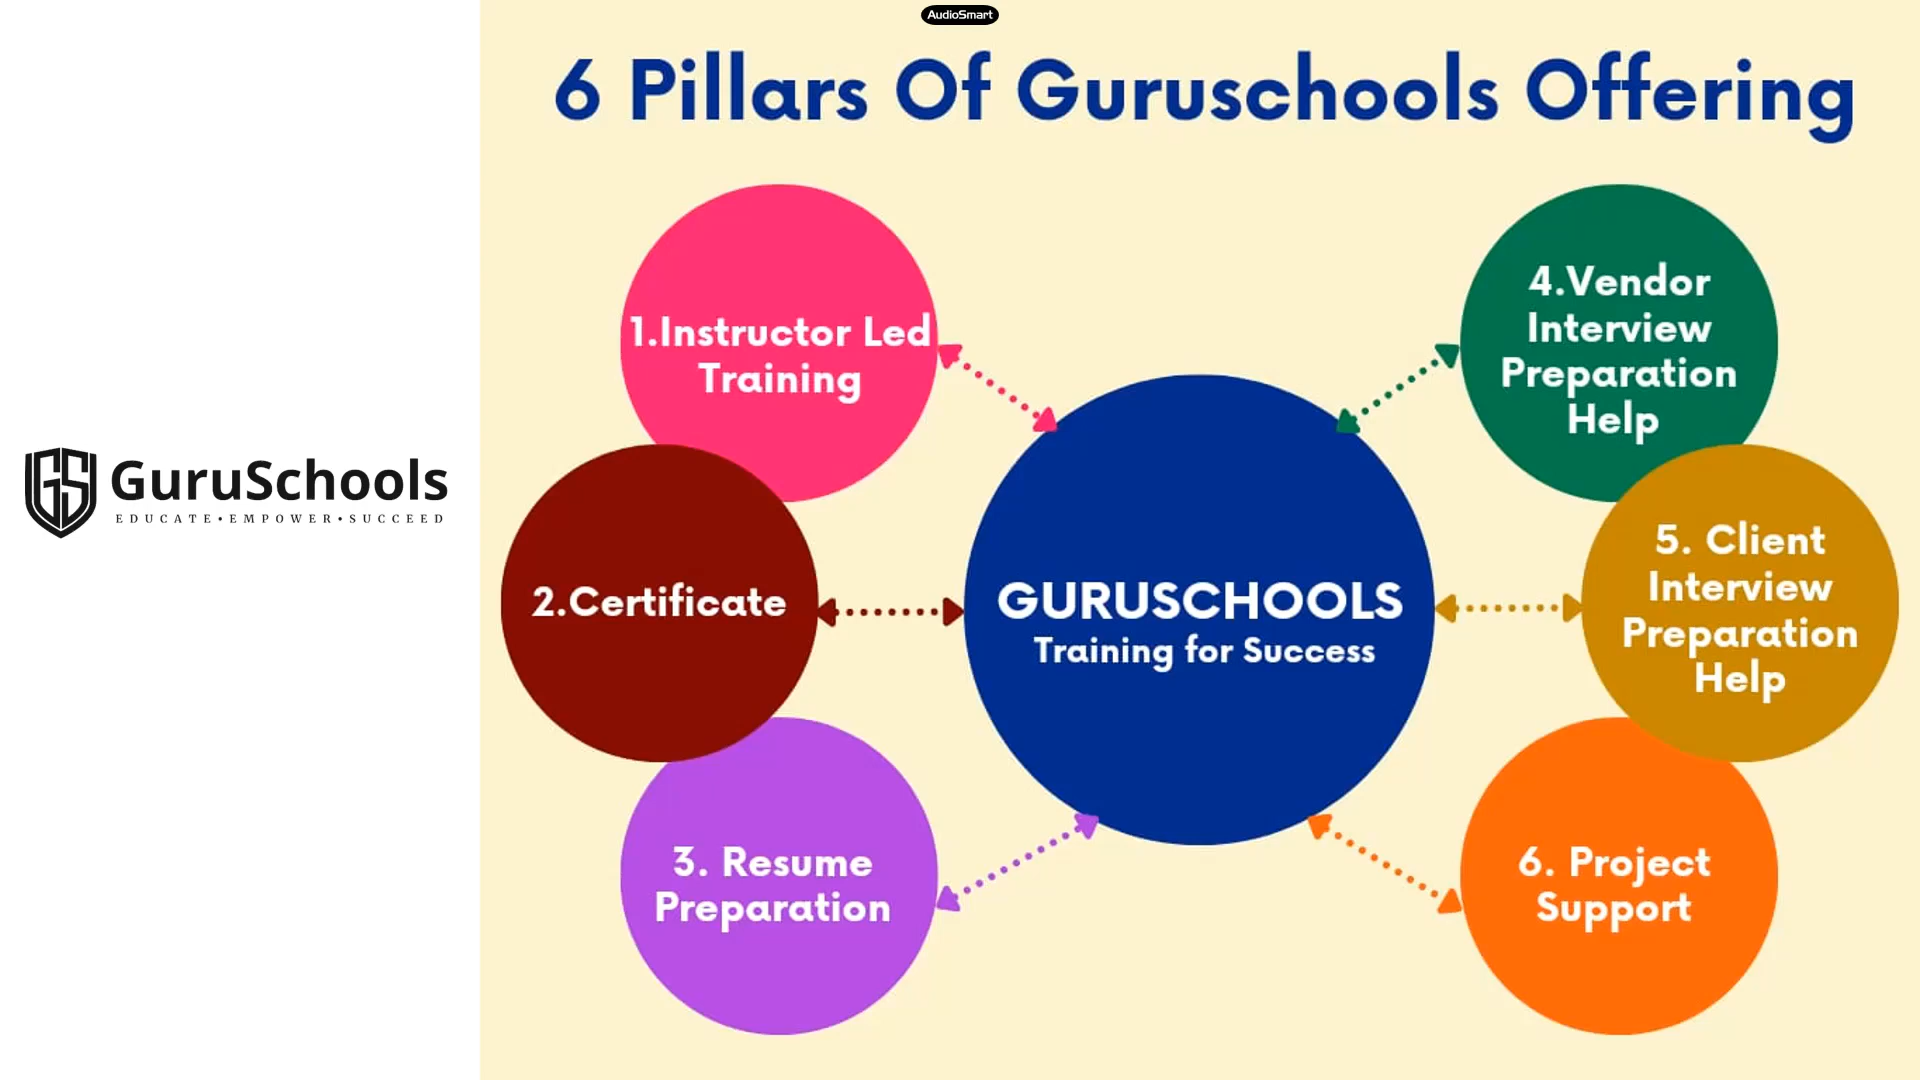 AudioSmart
6 Pillars Of Guruschools Offering
GuruSchools
EDUCATE•EMPOWER•SUCCEED
1.Instructor Led
Training
2.Certificate
3. Resume
Preparation
GURUSCHOOLS
Training for Success
4.Vendor
Interview
Preparation
Help
5. Client
Interview
Preparation
Help
6. Project
Support